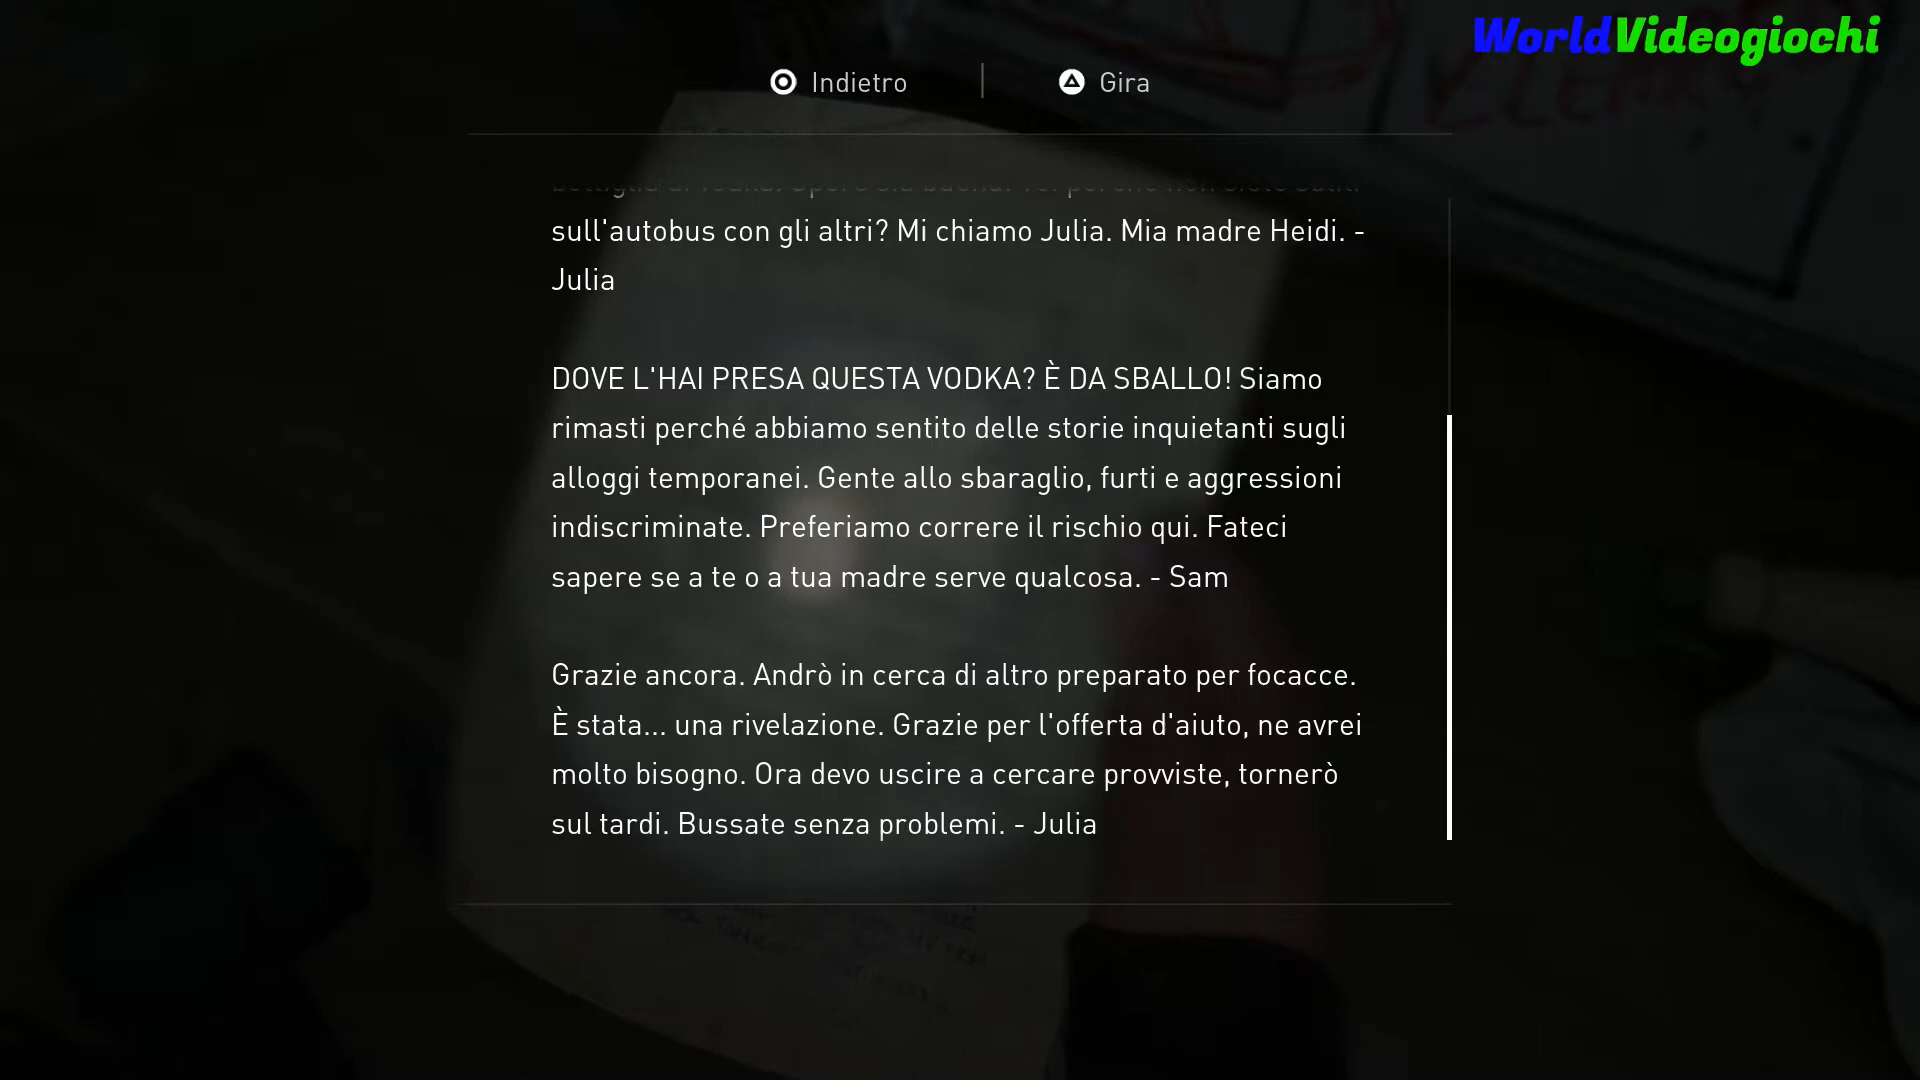 WorldVideogiochi
Indietro
Gira
sull'autobus con gli altri? Mi chiamo Julia. Mia madre Heidi. -
Julia
DOVE L'HAI PRESA QUESTA VODKA? È DA SBALLO! Siamo
rimasti perché abbiamo sentito delle storie inquietanti sugli
alloggi temporanei. Gente allo sbaraglio, furti e aggressioni
indiscriminate. Preferiamo correre il rischio qui. Fateci
sapere se a te o a tua madre serve qualcosa. - Sam
Grazie ancora. Andrò in cerca di altro preparato per focacce.
È stata... una rivelazione. Grazie per l'offerta d'aiuto, ne avrei
molto bisogno. Ora devo uscire a cercare provviste, tornerò
sul tardi. Bussate senza problemi. - Julia